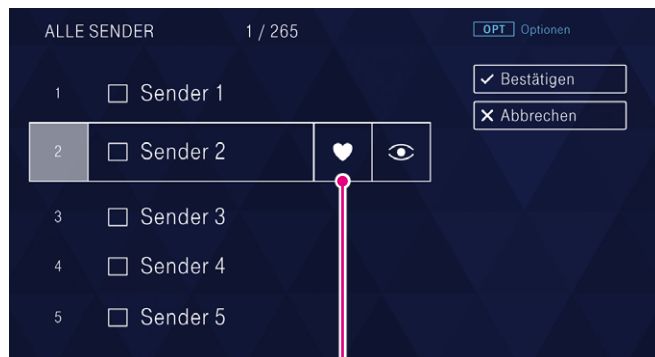 ALLE SENDER 1 / 265
OPT Optionen
Bestätigen
Abbrechen
1 Sender 1
2 Sender 2
3 Sender 3
4 Sender 4
5 Sender 5